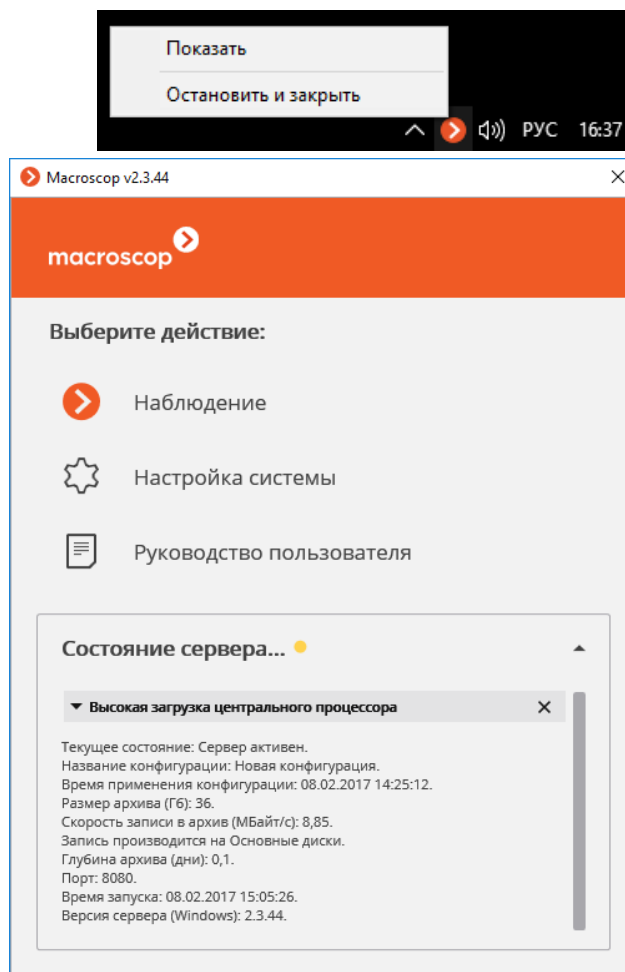 Показать
Остановить и закрыть
РУС 16:37
Macroscop v2.3.44
macroscop
Выберите действие:
Наблюдение
Настройка системы
Руководство пользователя
Состояние сервера...
Высокая загрузка центрального процессора
Текущее состояние: Сервер активен.
Название конфигурации: Новая конфигурация.
Время применения конфигурации: 08.02.2017 14:25:12.
Размер архива (Гб): 36.
Скорость записи в архив (МБайт/с): 8,85.
Запись производится на Основные диски.
Глубина архива (дни): 0,1.
Порт: 8080.
Время запуска: 08.02.2017 15:05:26.
Версия сервера (Windows): 2.3.44.